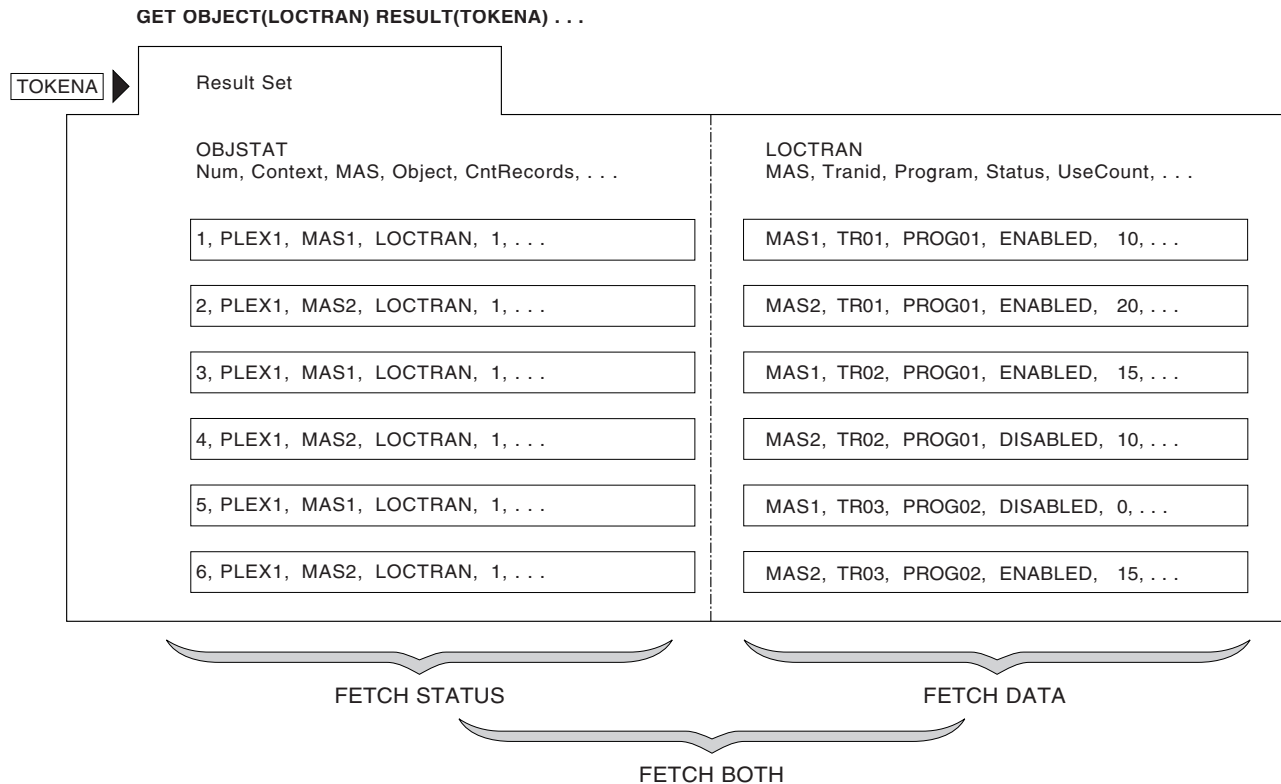 GET OBJECT(LOCTRAN) RESULT(TOKENA) . . .
TOKENA
Result Set
OBJSTAT
Num, Context, MAS, Object, CntRecords, . . .
LOCTRAN
MAS, Tranid, Program, Status, UseCount, . . .
1, PLEX1, MAS1, LOCTRAN, 1, . . .
MAS1, TR01, PROG01, ENABLED, 10, . . .
2, PLEX1, MAS2, LOCTRAN, 1, . . .
MAS2, TR01, PROG01, ENABLED, 20, . . .
3, PLEX1, MAS1, LOCTRAN, 1, . . .
MAS1, TR02, PROG01, ENABLED, 15, . . .
4, PLEX1, MAS2, LOCTRAN, 1, . . .
MAS2, TR02, PROG01, DISABLED, 10, . . .
5, PLEX1, MAS1, LOCTRAN, 1, . . .
MAS1, TR03, PROG02, DISABLED, 0, . . .
6, PLEX1, MAS2, LOCTRAN, 1, . . .
MAS2, TR03, PROG02, ENABLED, 15, . . .
FETCH STATUS
FETCH DATA
FETCH BOTH